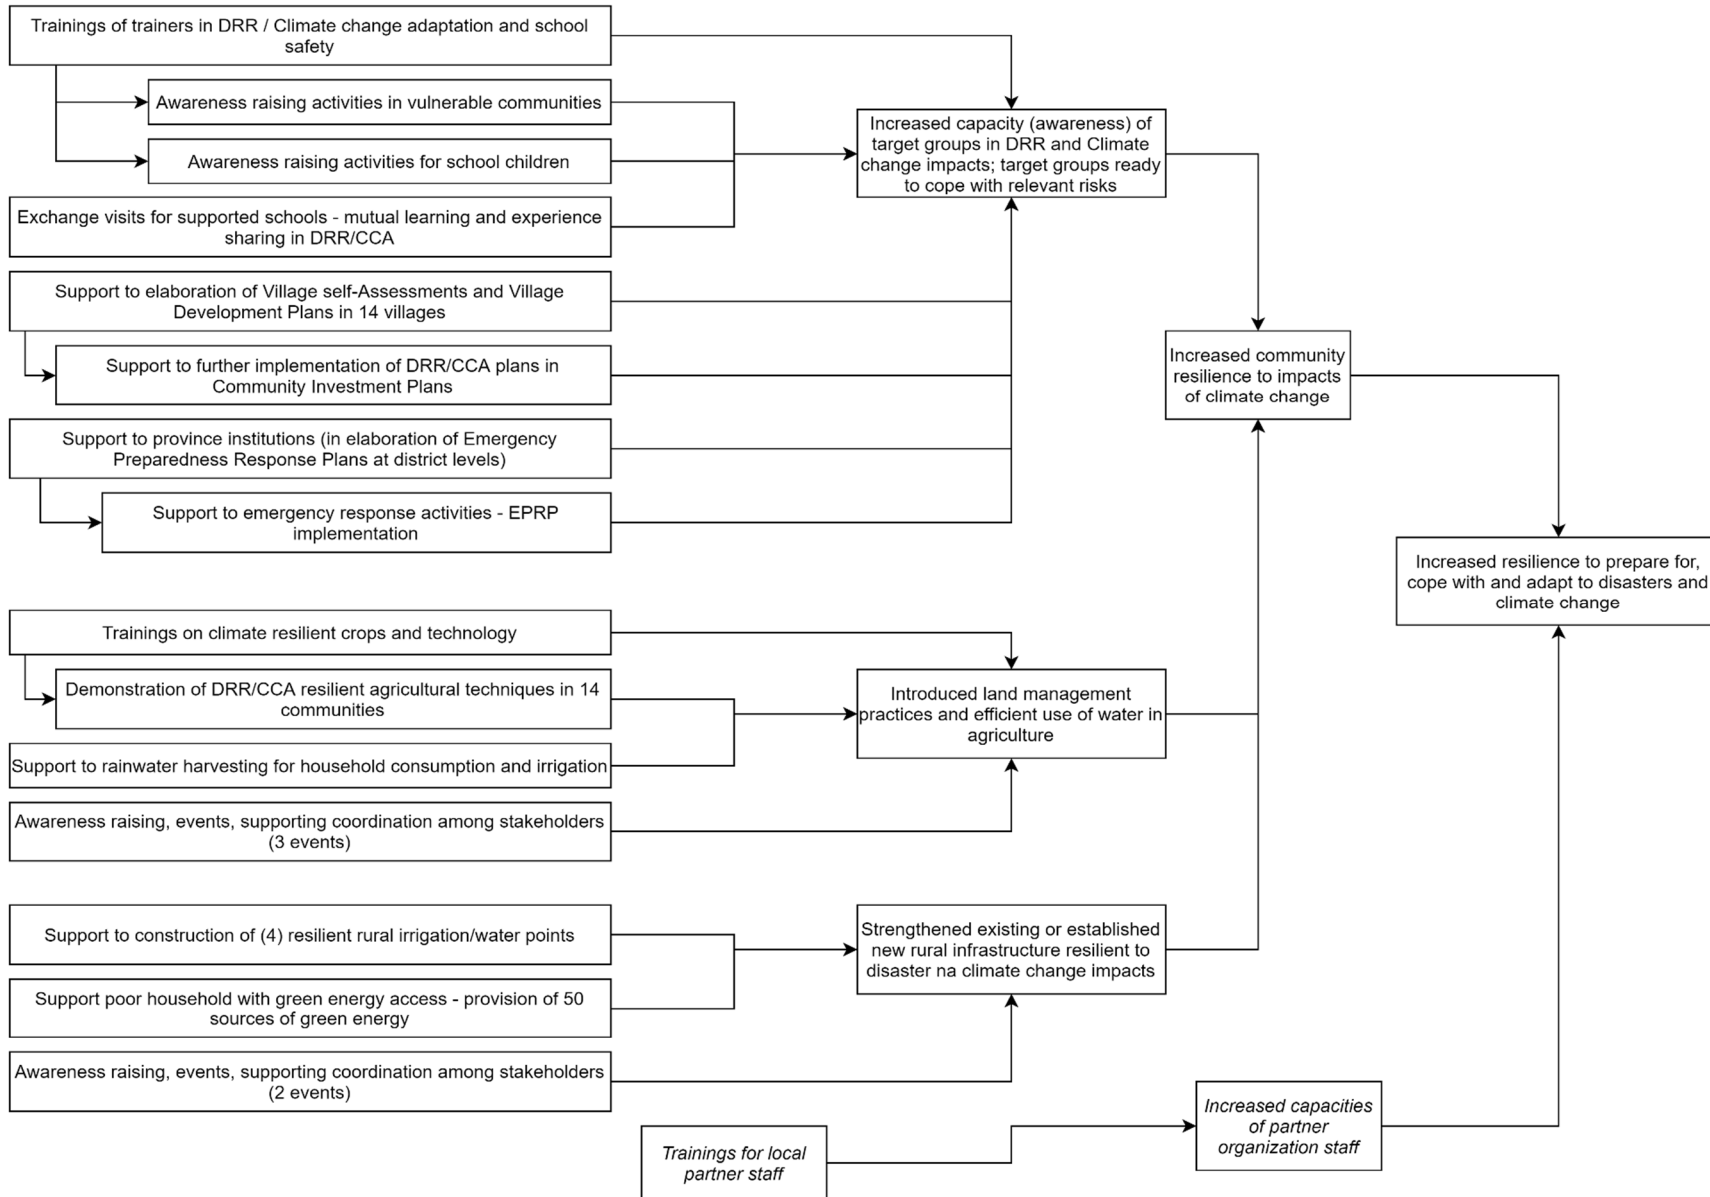 Trainings of trainers in DRR / Climate change adaptation and school
safety
Awareness raising activities in vulnerable communities
Awareness raising activities for school children
Exchange visits for supported schools - mutual learning and experience
sharing in DRR/CCA
Increased capacity (awareness) of
target groups in DRR and Climate
change impacts; target groups ready
to cope with relevant risks
Support to elaboration of Village self-Assessments and Village
Development Plans in 14 villages
Support to further implementation of DRR/CCA plans in
Community Investment Plans
Support to province institutions (in elaboration of Emergency
Preparedness Response Plans at district levels)
Support to emergency response activities - EPRP
implementation
Increased community
resilience to impacts
of climate change
Increased resilience to prepare for,
cope with and adapt to disasters and
climate change
Trainings on climate resilient crops and technology
Demonstration of DRR/CCA resilient agricultural techniques in 14
communities
Support to rainwater harvesting for household consumption and irrigation
Awareness raising, events, supporting coordination among stakeholders
(3 events)
Introduced land management
practices and efficient use of water in
agriculture
Support to construction of (4) resilient rural irrigation/water points
Support poor household with green energy access - provision of 50
sources of green energy
Awareness raising, events, supporting coordination among stakeholders
(2 events)
Strengthened existing or established
new rural infrastructure resilient to
disaster na climate change impacts
Trainings for local
partner staff
Increased capacities
of partner
organization staff